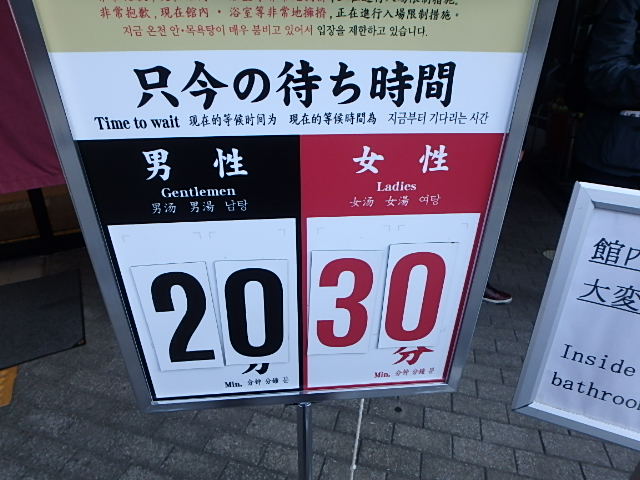 非常抱歉,現在館内・浴室等非常地擁擠,正在進行入場限制措施。
지금 온천 안・목욕탕이 매우 붐비고 있어서 입장을 제한하고 있습니다.
只今の待ち時間
Time to wait 现在的等候时间为 現在的等候時間為 지금부터 기다리는 시간
男性
Gentlemen
男汤 男湯 남탕
20
分
Min. 分钟 分鐘 분
女性
Ladies
女汤 女湯 여탕
30
分
Min. 分钟 分鐘 분
館内
大変
Inside
bathroo